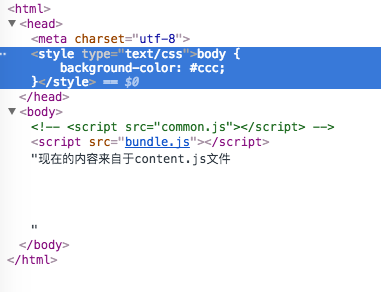 <html>
▼<head>
<meta charset="utf-8">
<style type="text/css">body {
background-color: #ccc;
}</style> == $0
</head>
▼<body>
<!-- <script src="common.js"></script> -->
<script src="bundle.js"></script>
"现在的内容来自于content.js文件
"
</body>
</html>